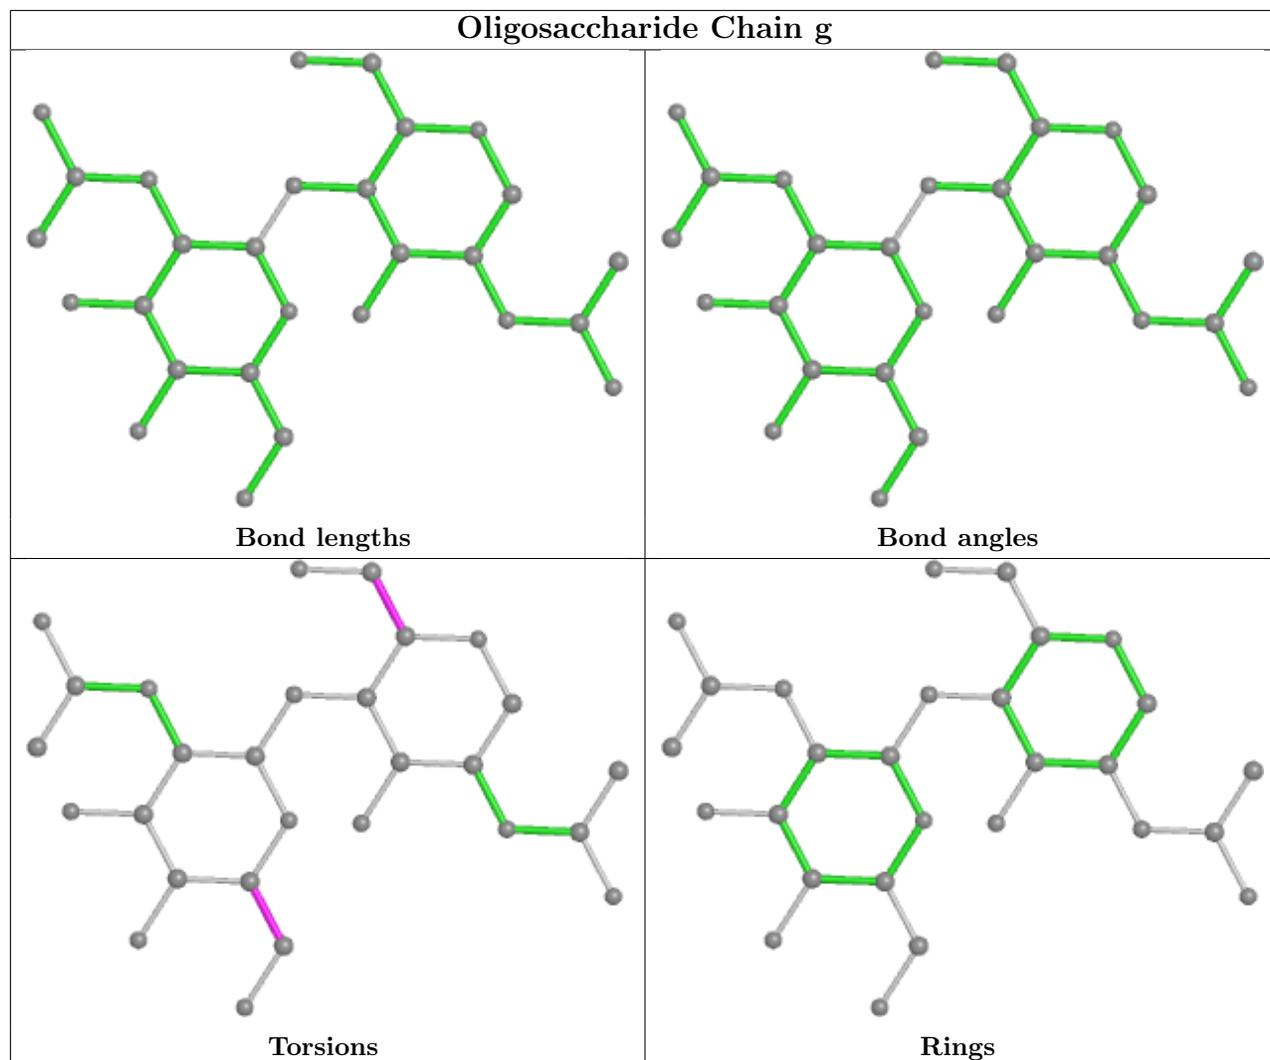 Oligosaccharide Chain g
Bond lengths
Bond angles
Torsions
Rings